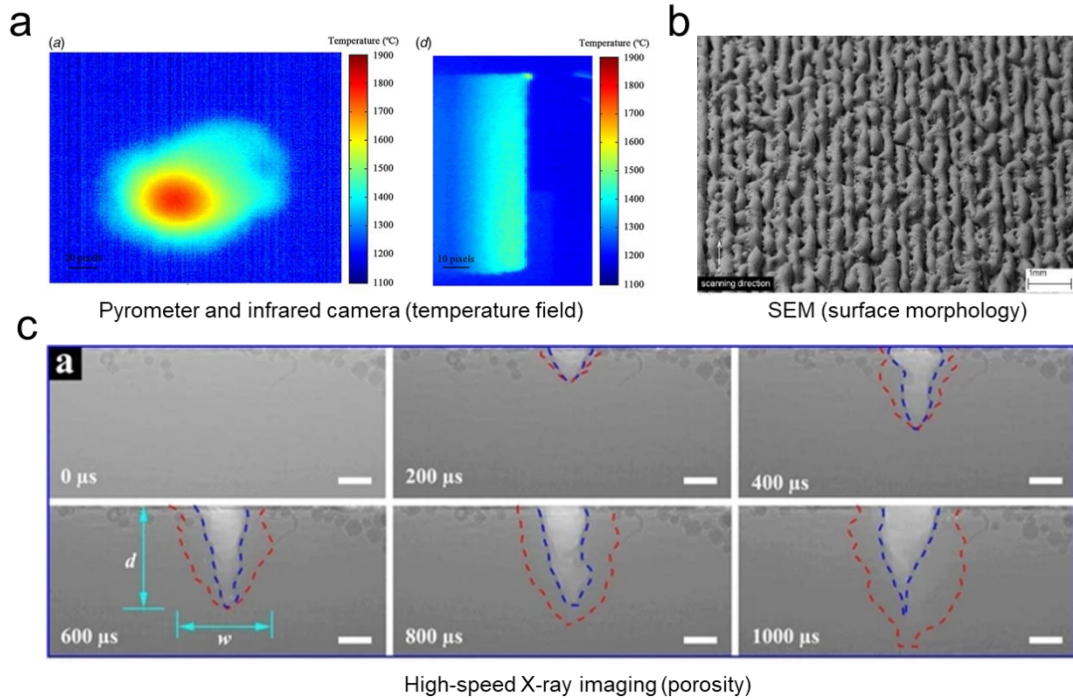 a
(a)
Temperature (°C)
1900
1800
1700
1600
1500
1400
1300
1200
1100
20 pixels
(d)
Temperature (°C)
1900
1800
1700
1600
1500
1400
1300
1200
1100
10 pixels
Pyrometer and infrared camera (temperature field)
b
scanning direction
1mm
SEM (surface morphology)
c
a
0 µs
200 µs
400 µs
d
w
600 µs
800 µs
1000 µs
High-speed X-ray imaging (porosity)